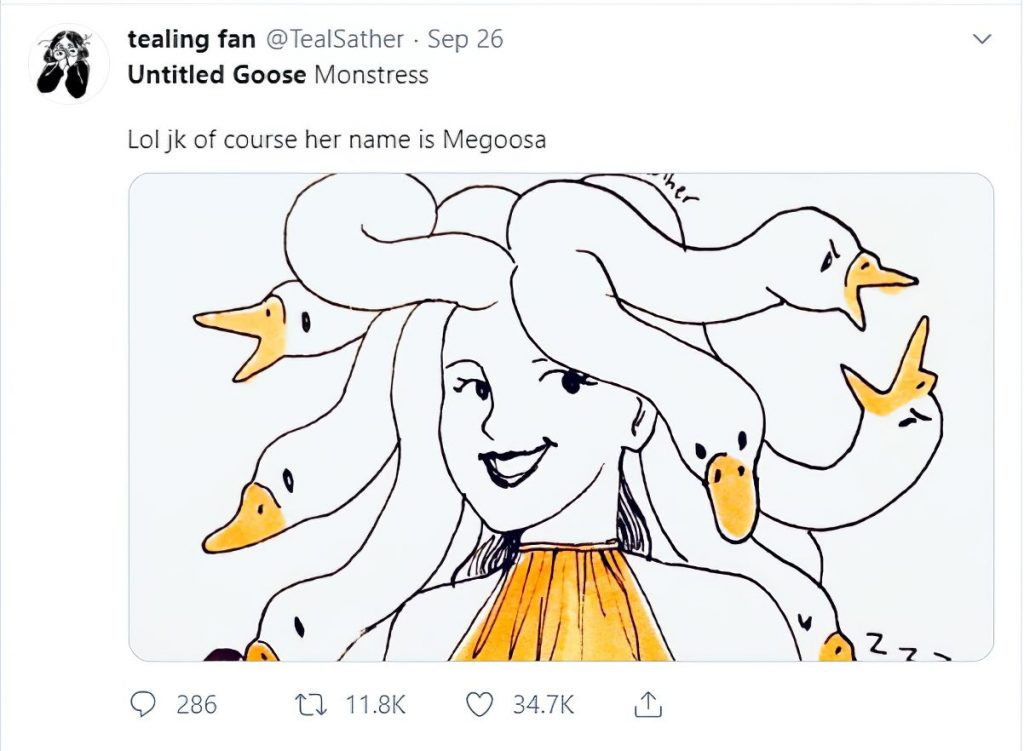 tealing fan @TealSather · Sep 26
Untitled Goose Monstress
Lol jk of course her name is Megoosa
z z z
286 11.8K 34.7K